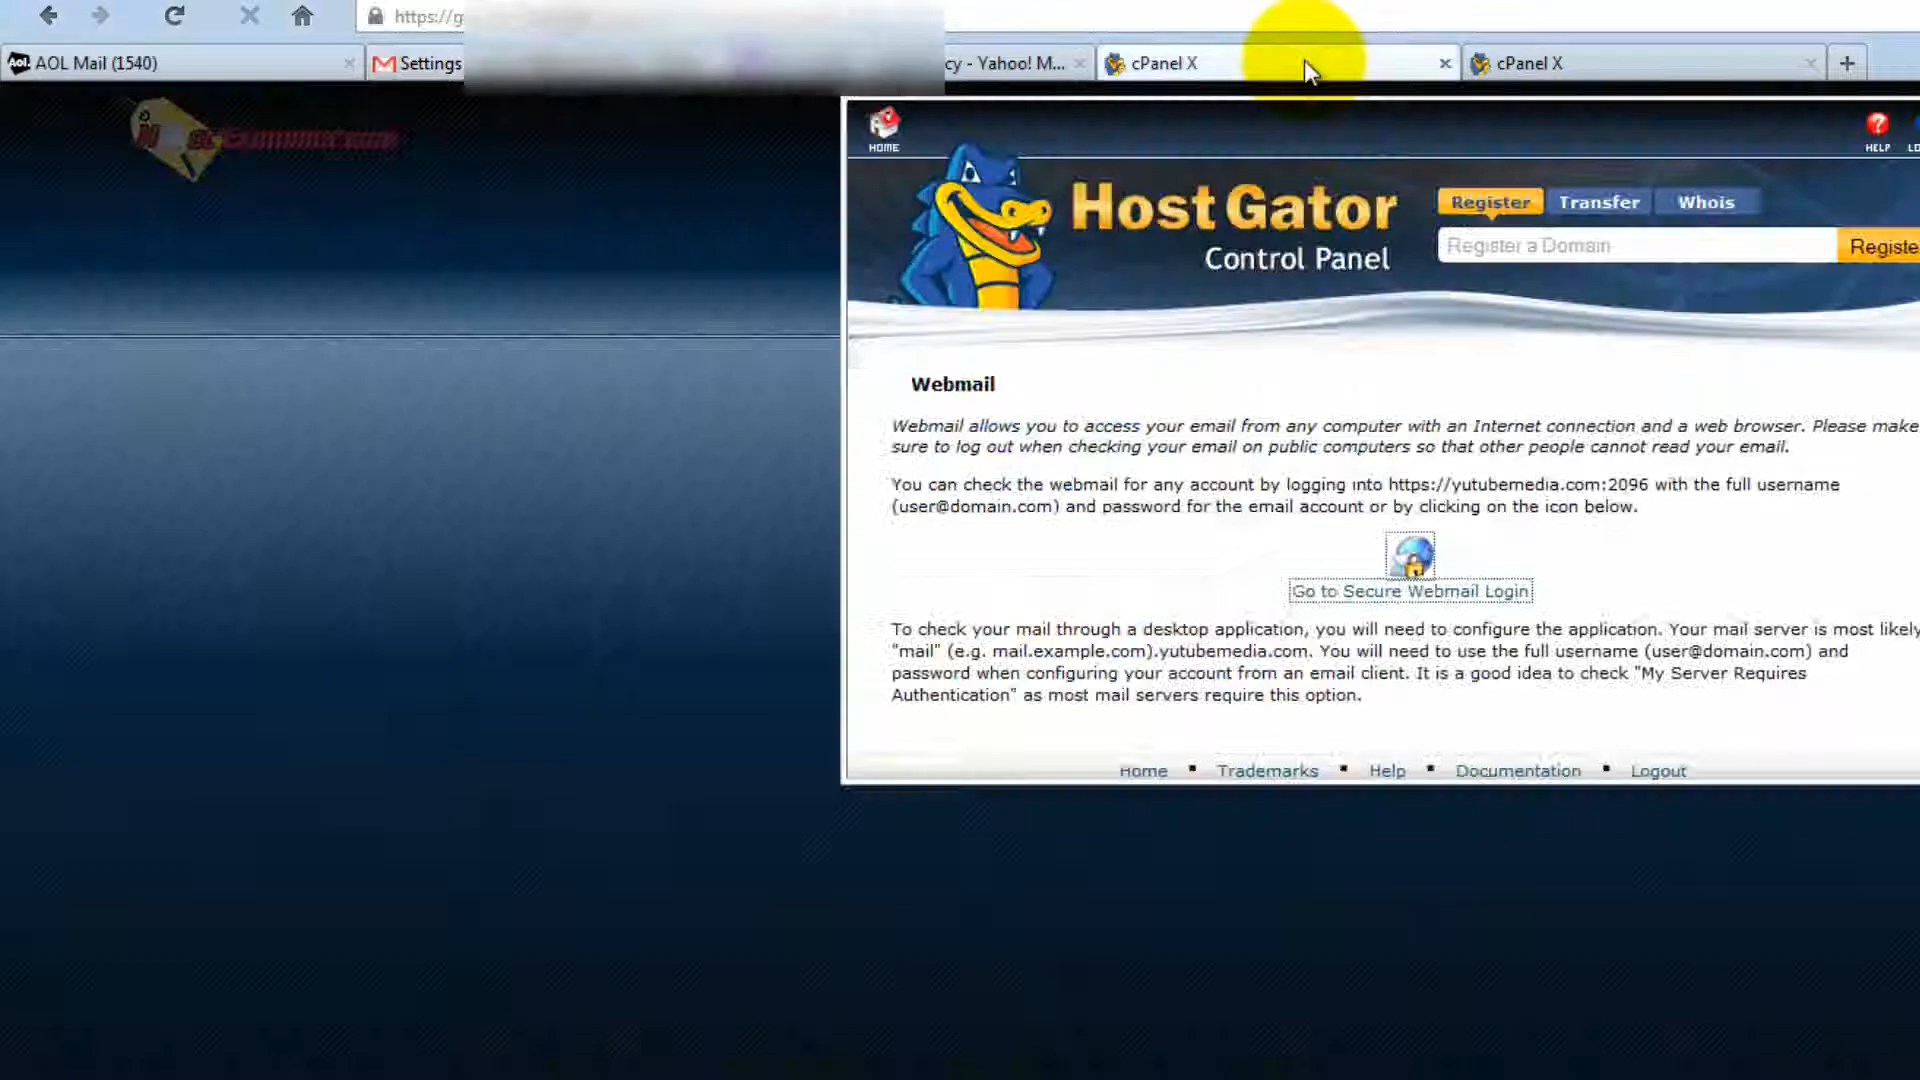 https://g
AOL Mail (1540)
Settings
cy - Yahoo! M...
cPanel X
cPanel X
HOME
HELP
LO
Host Gator
Control Panel
Register
Transfer
Whois
Register a Domain
Registe
Webmail
Webmail allows you to access your email from any computer with an Internet connection and a web browser. Please make
sure to log out when checking your email on public computers so that other people cannot read your email.
You can check the webmail for any account by logging into https://yutubemedia.com:2096 with the full username
(user@domain.com) and password for the email account or by clicking on the icon below.
Go to Secure Webmail Login
To check your mail through a desktop application, you will need to configure the application. Your mail server is most likely
"mail" (e.g. mail.example.com).yutubemedia.com. You will need to use the full username (user@domain.com) and
password when configuring your account from an email client. It is a good idea to check "My Server Requires
Authentication" as most mail servers require this option.
Home ▪ Trademarks ▪ Help ▪ Documentation ▪ Logout